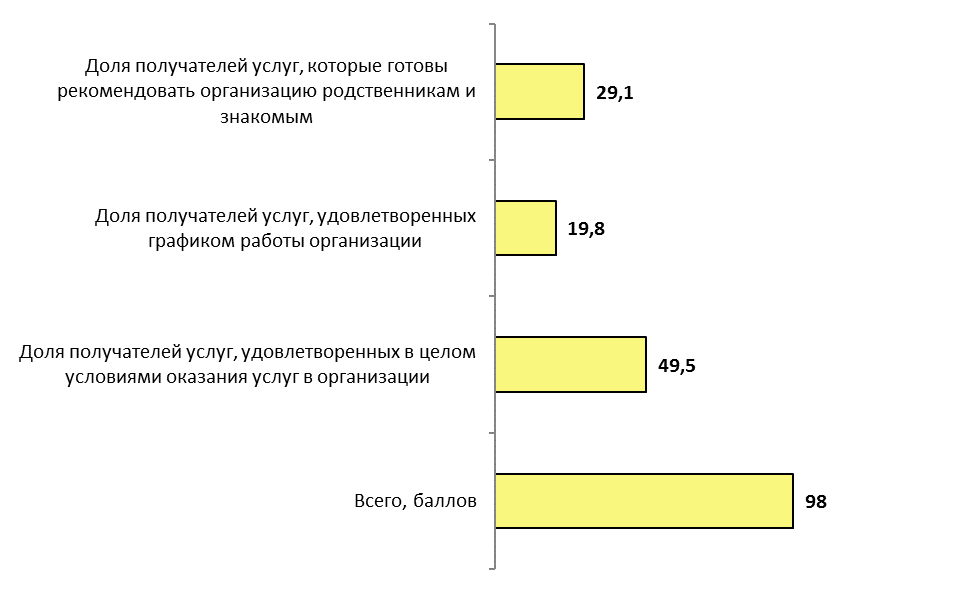 Доля получателей услуг, которые готовы
рекомендовать организацию родственникам и
знакомым
29,1
Доля получателей услуг, удовлетворенных
графиком работы организации
19,8
Доля получателей услуг, удовлетворенных в целом
условиями оказания услуг в организации
49,5
Всего, баллов
98